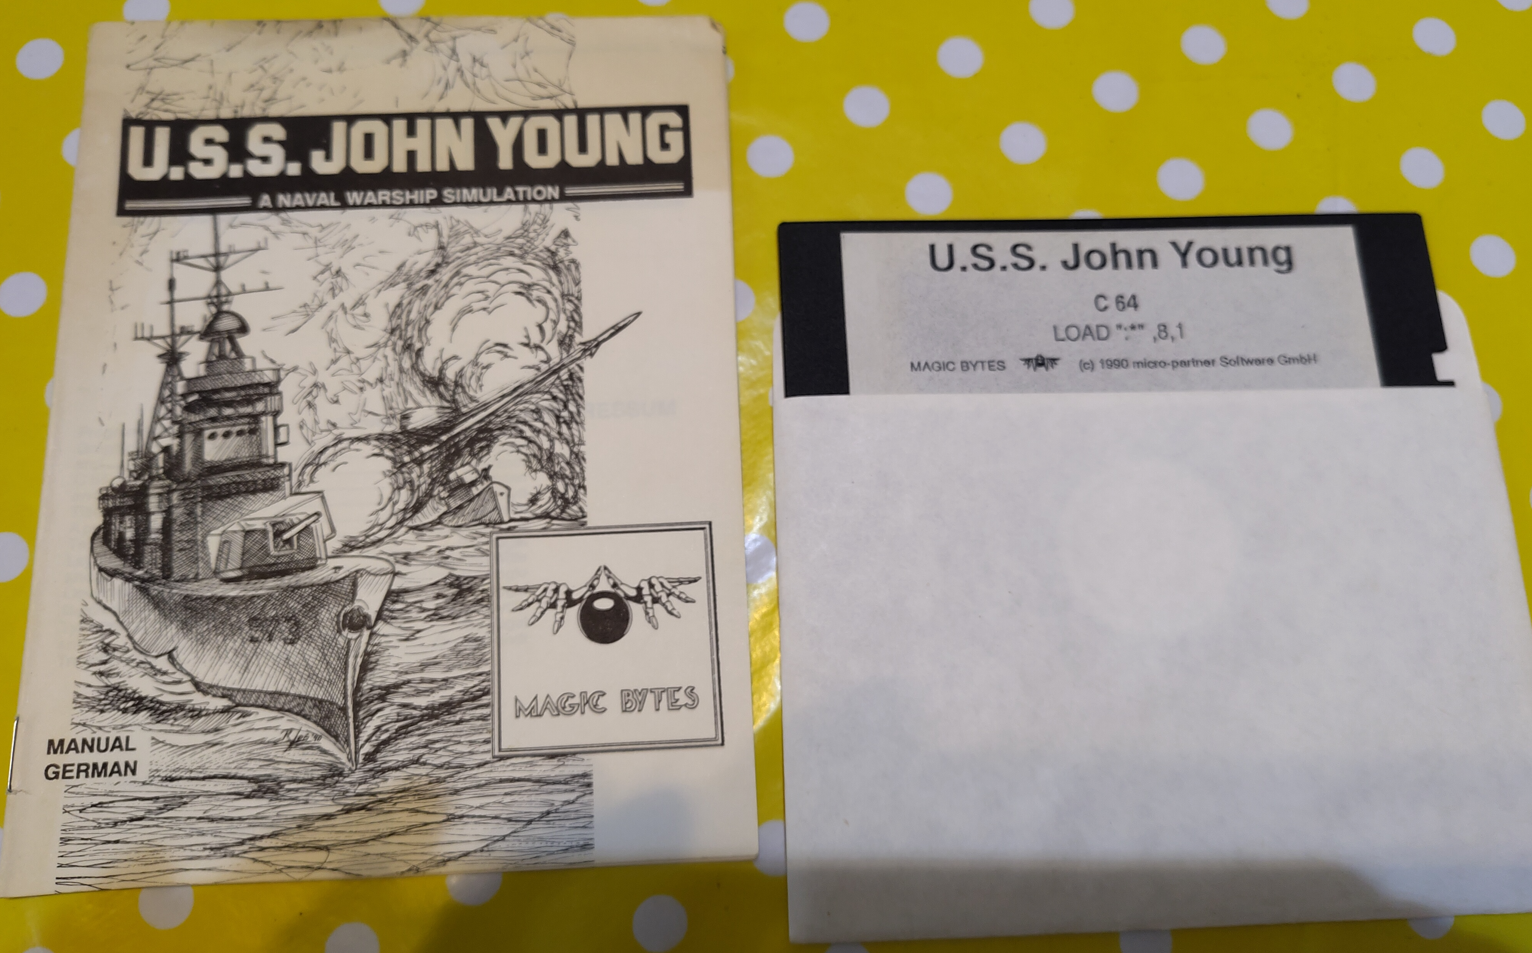 U.S.S. JOHN YOUNG
A NAVAL WARSHIP SIMULATION
MAGIC BYTES
MANUAL
GERMAN
U.S.S. John Young
C 64
LOAD ":*" ,8,1
MAGIC BYTES (c) 1990 micro-partner Software GmbH